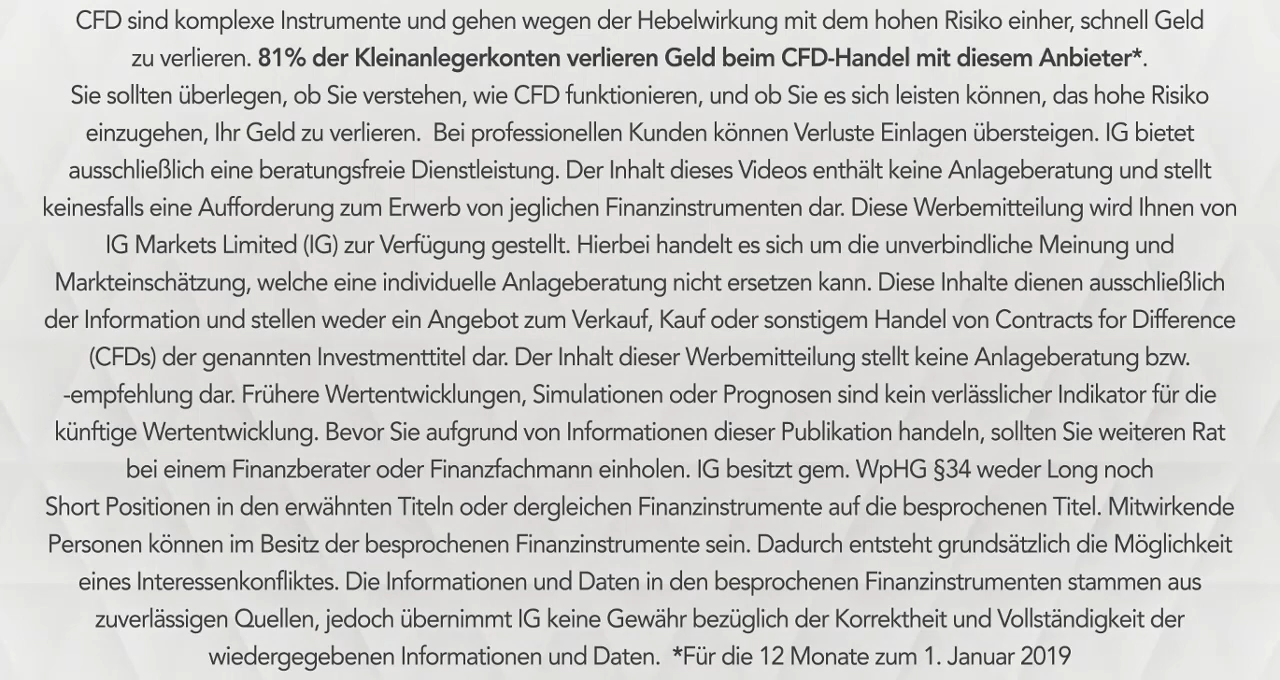 CFD sind komplexe Instrumente und gehen wegen der Hebelwirkung mit dem hohen Risiko einher, schnell Geld
zu verlieren. 81% der Kleinanlegerkonten verlieren Geld beim CFD-Handel mit diesem Anbieter*.
Sie sollten überlegen, ob Sie verstehen, wie CFD funktionieren, und ob Sie es sich leisten können, das hohe Risiko
einzugehen, Ihr Geld zu verlieren. Bei professionellen Kunden können Verluste Einlagen übersteigen. IG bietet
ausschließlich eine beratungsfreie Dienstleistung. Der Inhalt dieses Videos enthält keine Anlageberatung und stellt
keinesfalls eine Aufforderung zum Erwerb von jeglichen Finanzinstrumenten dar. Diese Werbemitteilung wird Ihnen von
IG Markets Limited (IG) zur Verfügung gestellt. Hierbei handelt es sich um die unverbindliche Meinung und
Markteinschätzung, welche eine individuelle Anlageberatung nicht ersetzen kann. Diese Inhalte dienen ausschließlich
der Information und stellen weder ein Angebot zum Verkauf, Kauf oder sonstigem Handel von Contracts for Difference
(CFDs) der genannten Investmenttitel dar. Der Inhalt dieser Werbemitteilung stellt keine Anlageberatung bzw.
-empfehlung dar. Frühere Wertentwicklungen, Simulationen oder Prognosen sind kein verlässlicher Indikator für die
künftige Wertentwicklung. Bevor Sie aufgrund von Informationen dieser Publikation handeln, sollten Sie weiteren Rat
bei einem Finanzberater oder Finanzfachmann einholen. IG besitzt gem. WpHG §34 weder Long noch
Short Positionen in den erwähnten Titeln oder dergleichen Finanzinstrumente auf die besprochenen Titel. Mitwirkende
Personen können im Besitz der besprochenen Finanzinstrumente sein. Dadurch entsteht grundsätzlich die Möglichkeit
eines Interessenkonfliktes. Die Informationen und Daten in den besprochenen Finanzinstrumenten stammen aus
zuverlässigen Quellen, jedoch übernimmt IG keine Gewähr bezüglich der Korrektheit und Vollständigkeit der
wiedergegebenen Informationen und Daten. *Für die 12 Monate zum 1. Januar 2019